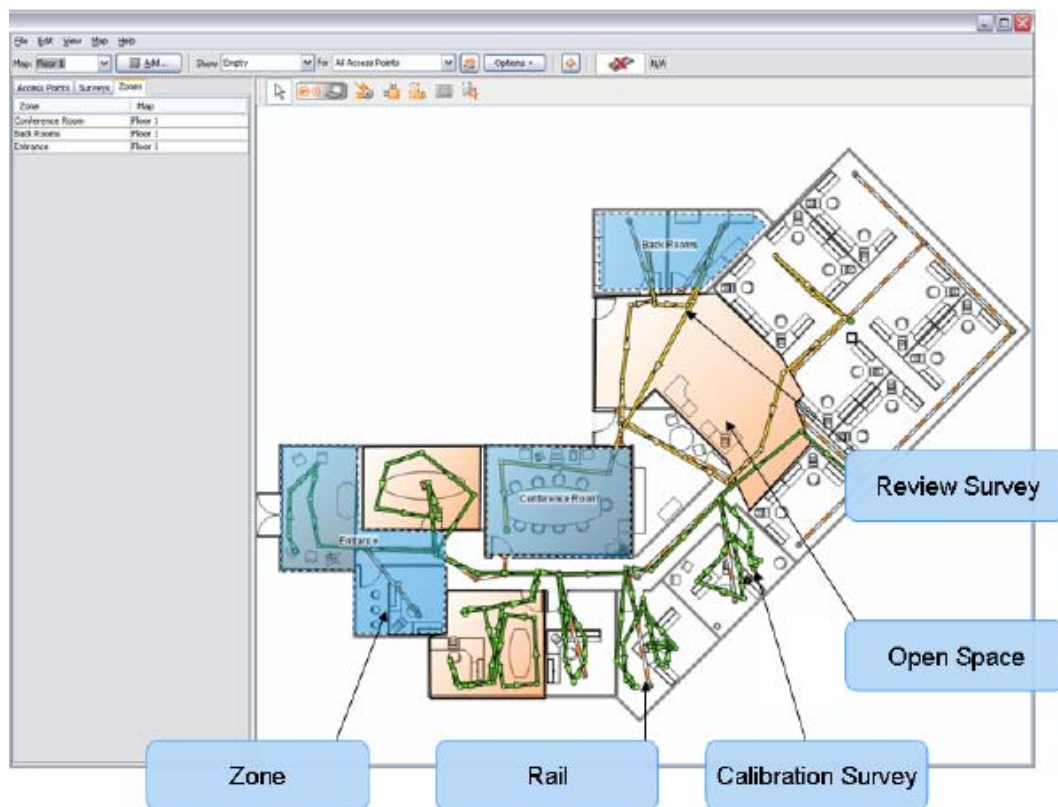 File Edit View Map Help
Map: Floor 1 Add... Show Empty for All Access Points Options N/A
Access Points Surveys Zones
Zone Map
Conference Room Floor 1
Back Rooms Floor 1
Entrance Floor 1
Back Rooms
Conference Room
Entrance
Review Survey
Open Space
Zone Rail Calibration Survey